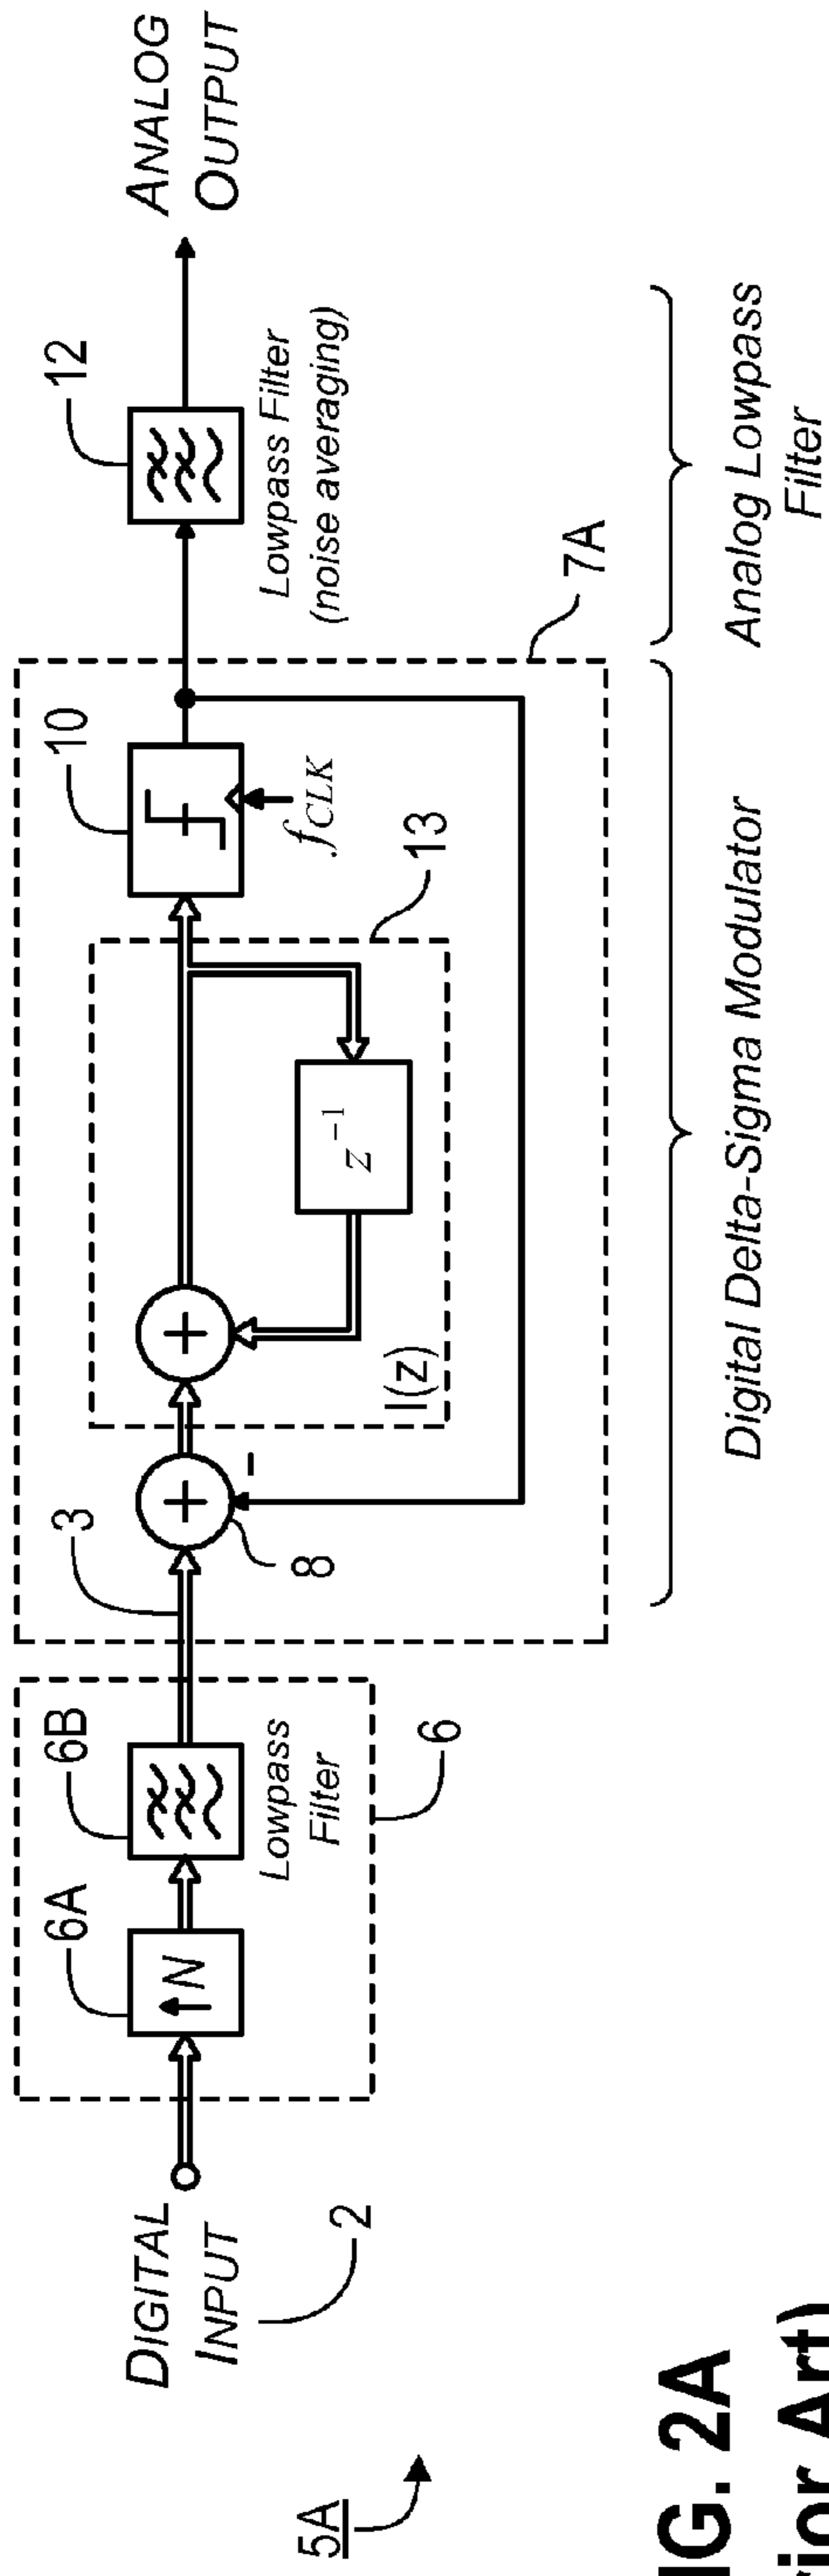 DIGITAL
INPUT
2
6A
↑N
6B
Lowpass
Filter
6
3
+
8
−
+
I(z)
z⁻¹
13
10
fCLK
7A
12
Lowpass Filter
(noise averaging)
ANALOG
OUTPUT
Digital Delta-Sigma Modulator
Analog Lowpass
Filter
5A
IG. 2A
ior Art)